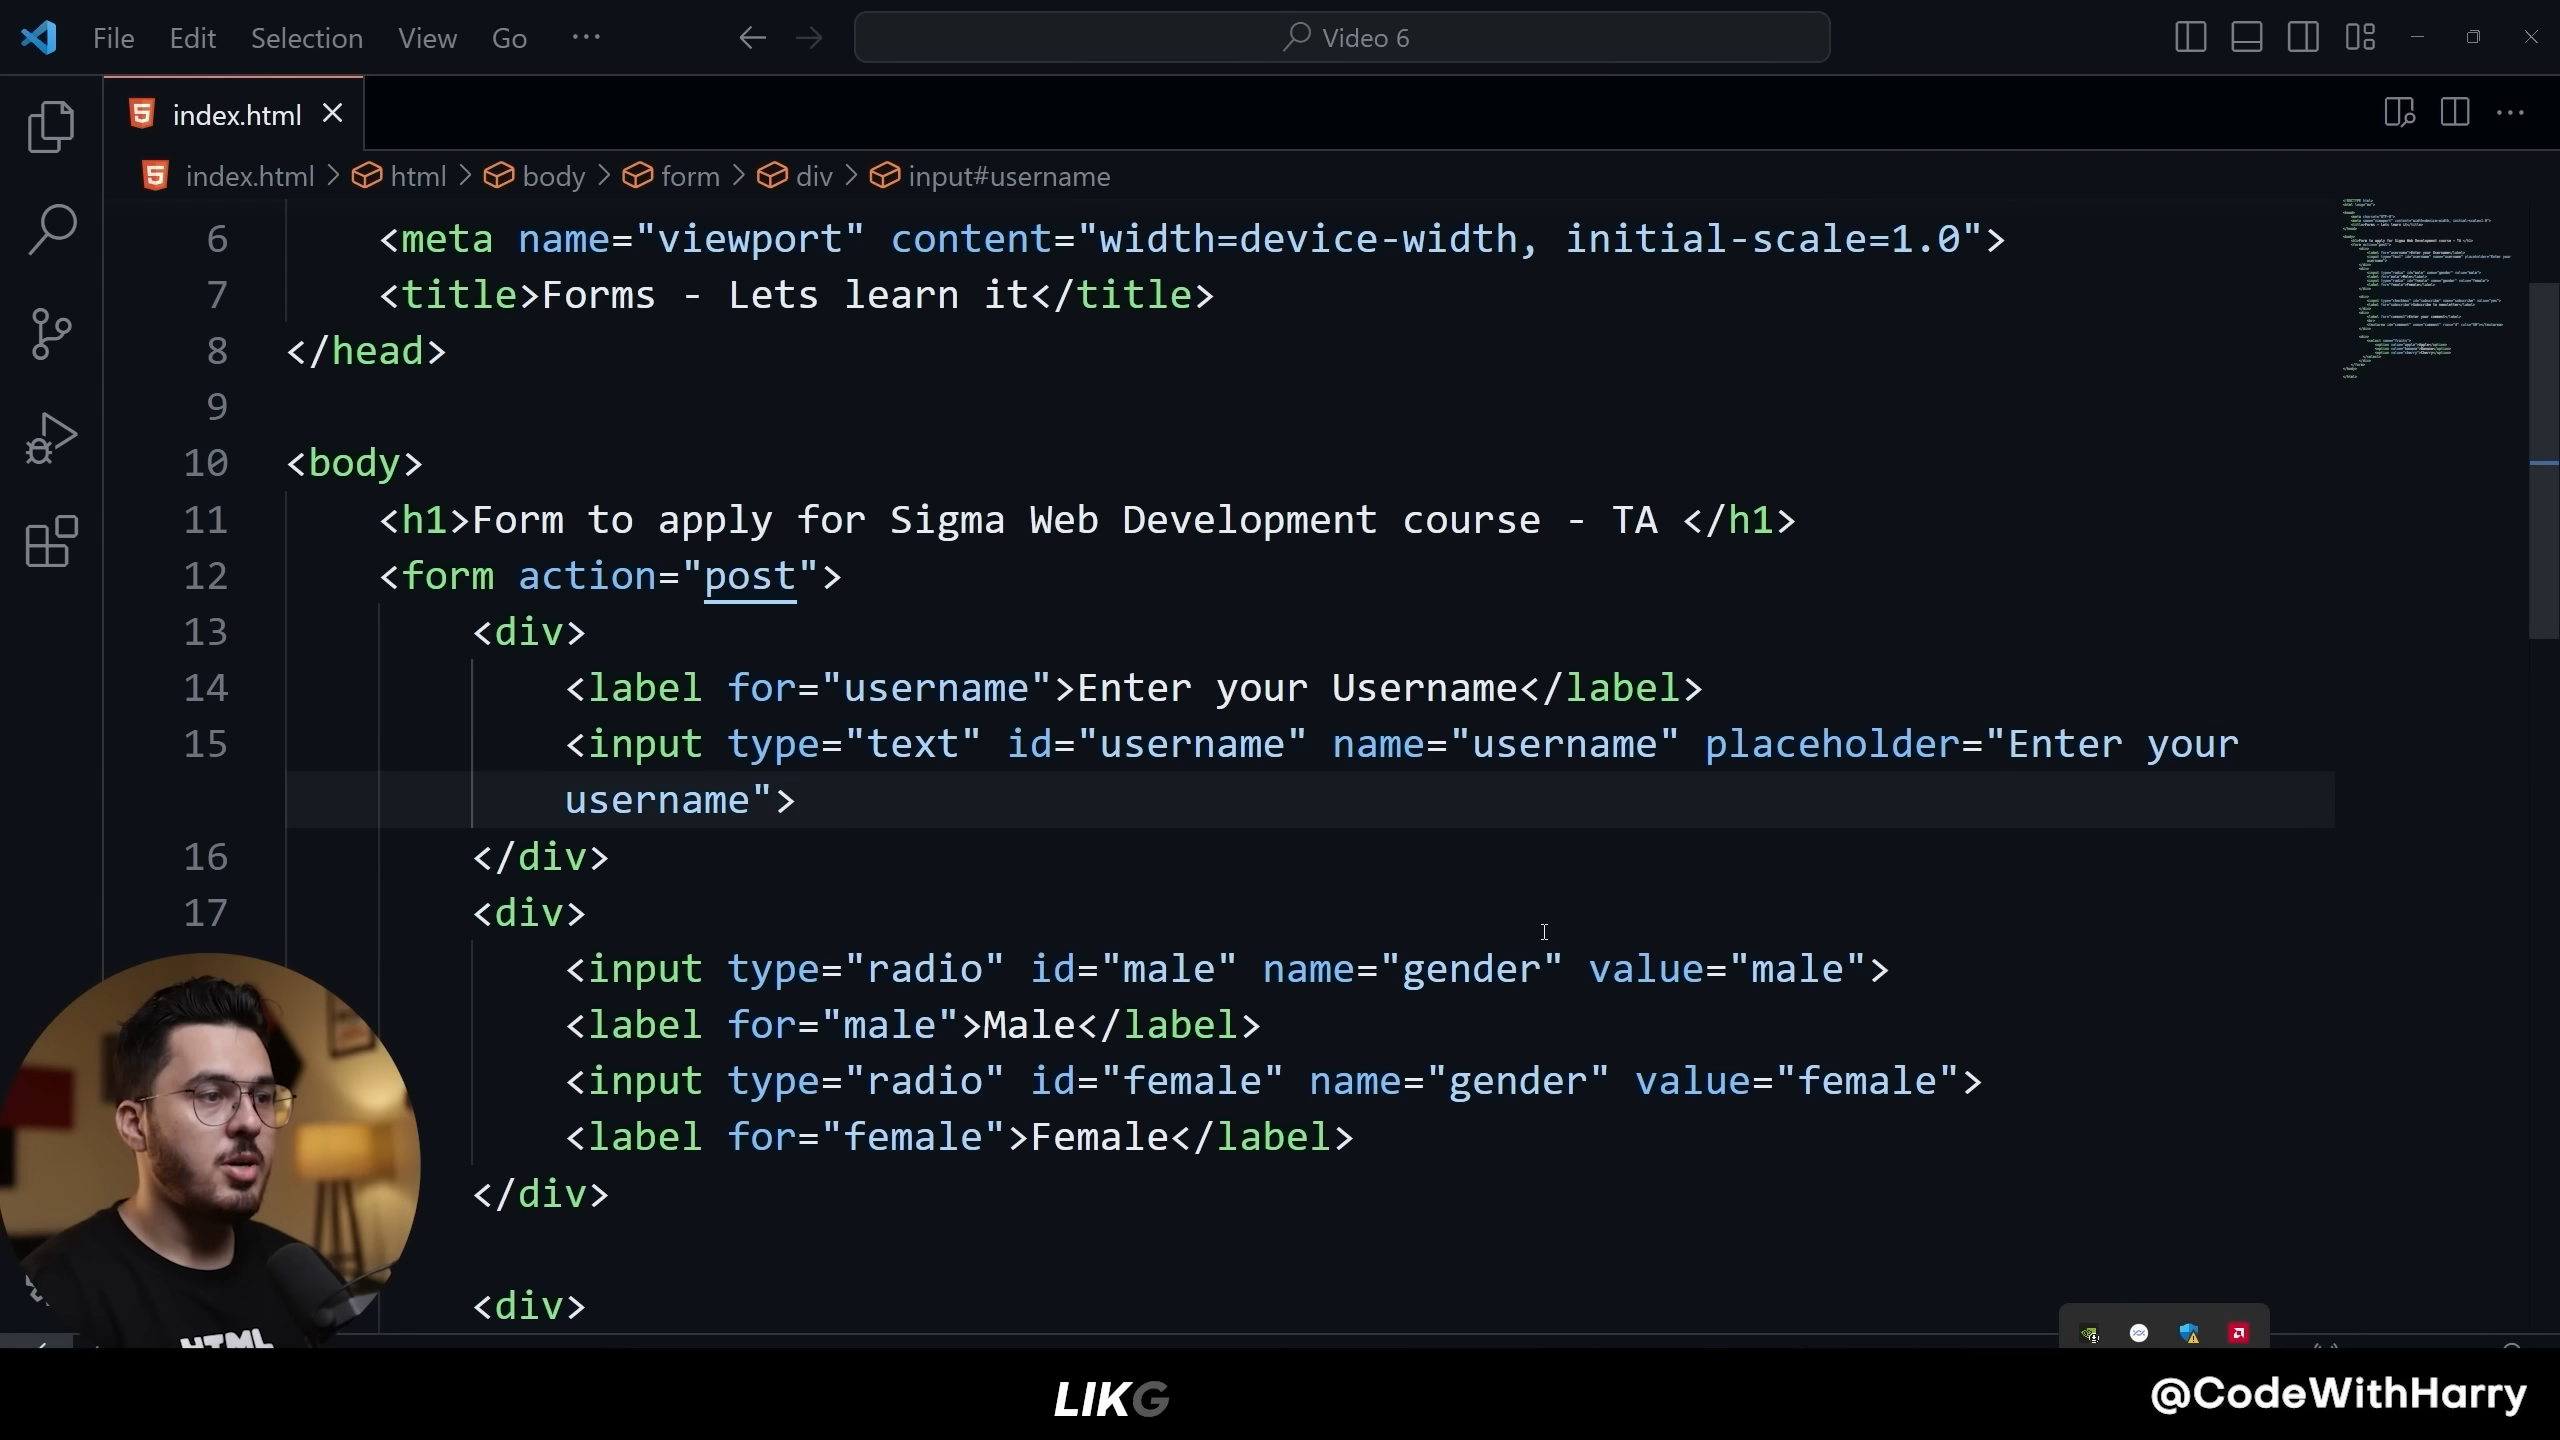 File Edit Selection View Go ··· Video 6
index.html
index.html > html > body > form > div > input#username
6 <meta name="viewport" content="width=device-width, initial-scale=1.0">
7 <title>Forms - Lets learn it</title>
8 </head>
9
10 <body>
11 <h1>Form to apply for Sigma Web Development course - TA </h1>
12 <form action="post">
13 <div>
14 <label for="username">Enter your Username</label>
15 <input type="text" id="username" name="username" placeholder="Enter your
username">
16 </div>
17 <div>
<input type="radio" id="male" name="gender" value="male">
<label for="male">Male</label>
<input type="radio" id="female" name="gender" value="female">
<label for="female">Female</label>
</div>
<div>
HTML
LIKG
@CodeWithHarry